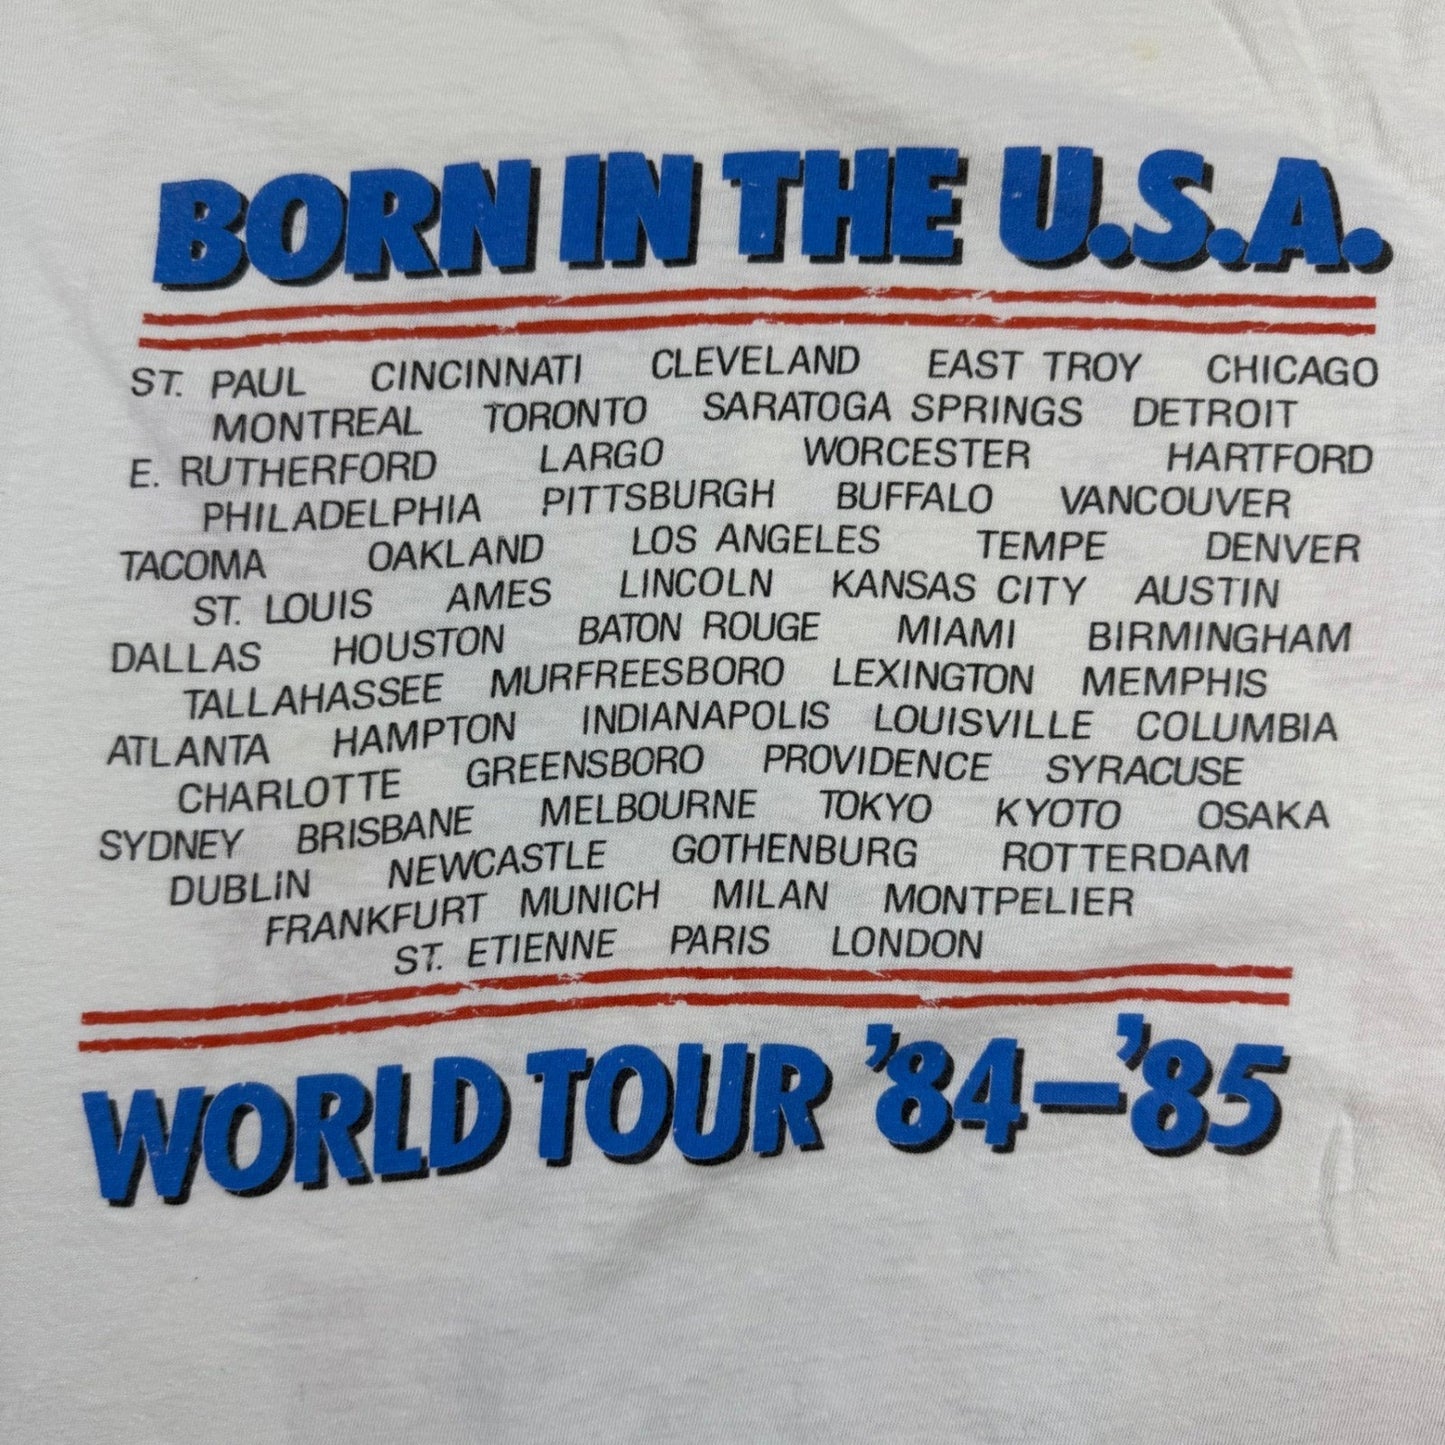 BORN IN THE U.S.A.
ST. PAUL CINCINNATI CLEVELAND EAST TROY CHICAGO
MONTREAL TORONTO SARATOGA SPRINGS DETROIT
E. RUTHERFORD LARGO WORCESTER HARTFORD
PHILADELPHIA PITTSBURGH BUFFALO VANCOUVER
TACOMA OAKLAND LOS ANGELES TEMPE DENVER
ST. LOUIS AMES LINCOLN KANSAS CITY AUSTIN
DALLAS HOUSTON BATON ROUGE MIAMI BIRMINGHAM
TALLAHASSEE MURFREESBORO LEXINGTON MEMPHIS
ATLANTA HAMPTON INDIANAPOLIS LOUISVILLE COLUMBIA
CHARLOTTE GREENSBORO PROVIDENCE SYRACUSE
SYDNEY BRISBANE MELBOURNE TOKYO KYOTO OSAKA
DUBLIN NEWCASTLE GOTHENBURG ROTTERDAM
FRANKFURT MUNICH MILAN MONTPELIER
ST. ETIENNE PARIS LONDON
WORLD TOUR '84–'85